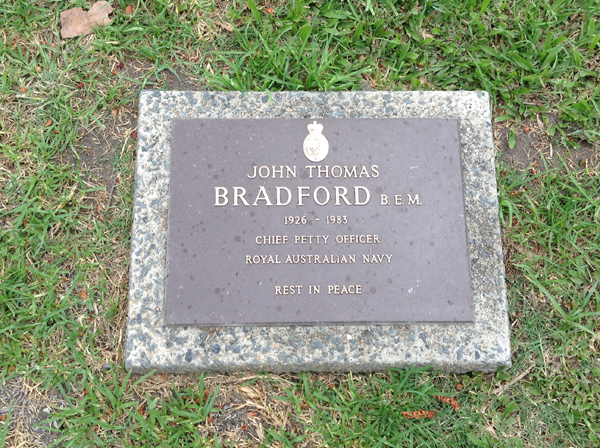 JOHN THOMAS
BRADFORD B.E.M.
1926 - 1983
CHIEF PETTY OFFICER
ROYAL AUSTRALIAN NAVY
REST IN PEACE